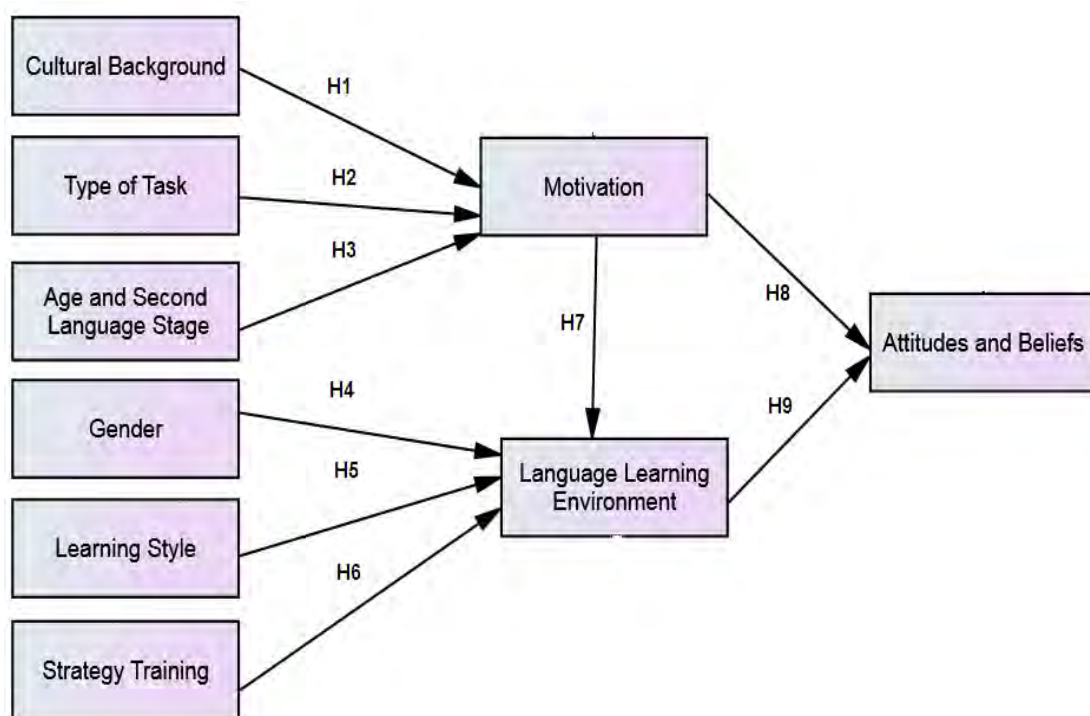 Cultural Background
H1
Type of Task
H2
Motivation
H3
Age and Second
Language Stage
H7
H8
Attitudes and Beliefs
H4
Gender
H9
H5
Language Learning
Environment
Learning Style
H6
Strategy Training